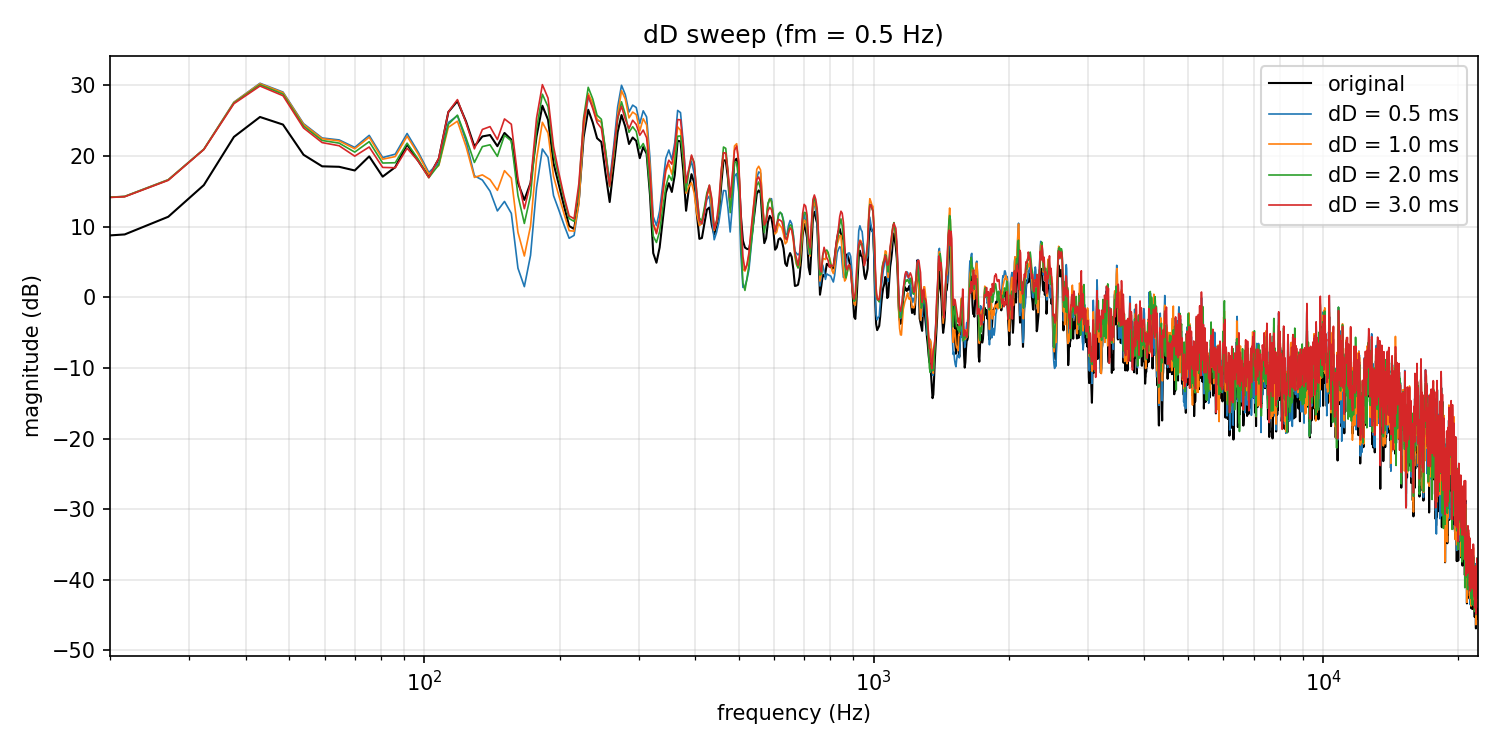 dD sweep (fm = 0.5 Hz)
original
dD = 0.5 ms
dD = 1.0 ms
dD = 2.0 ms
dD = 3.0 ms
magnitude (dB)
30
20
10
0
−10
−20
−30
−40
−50
10²
10³
10⁴
frequency (Hz)